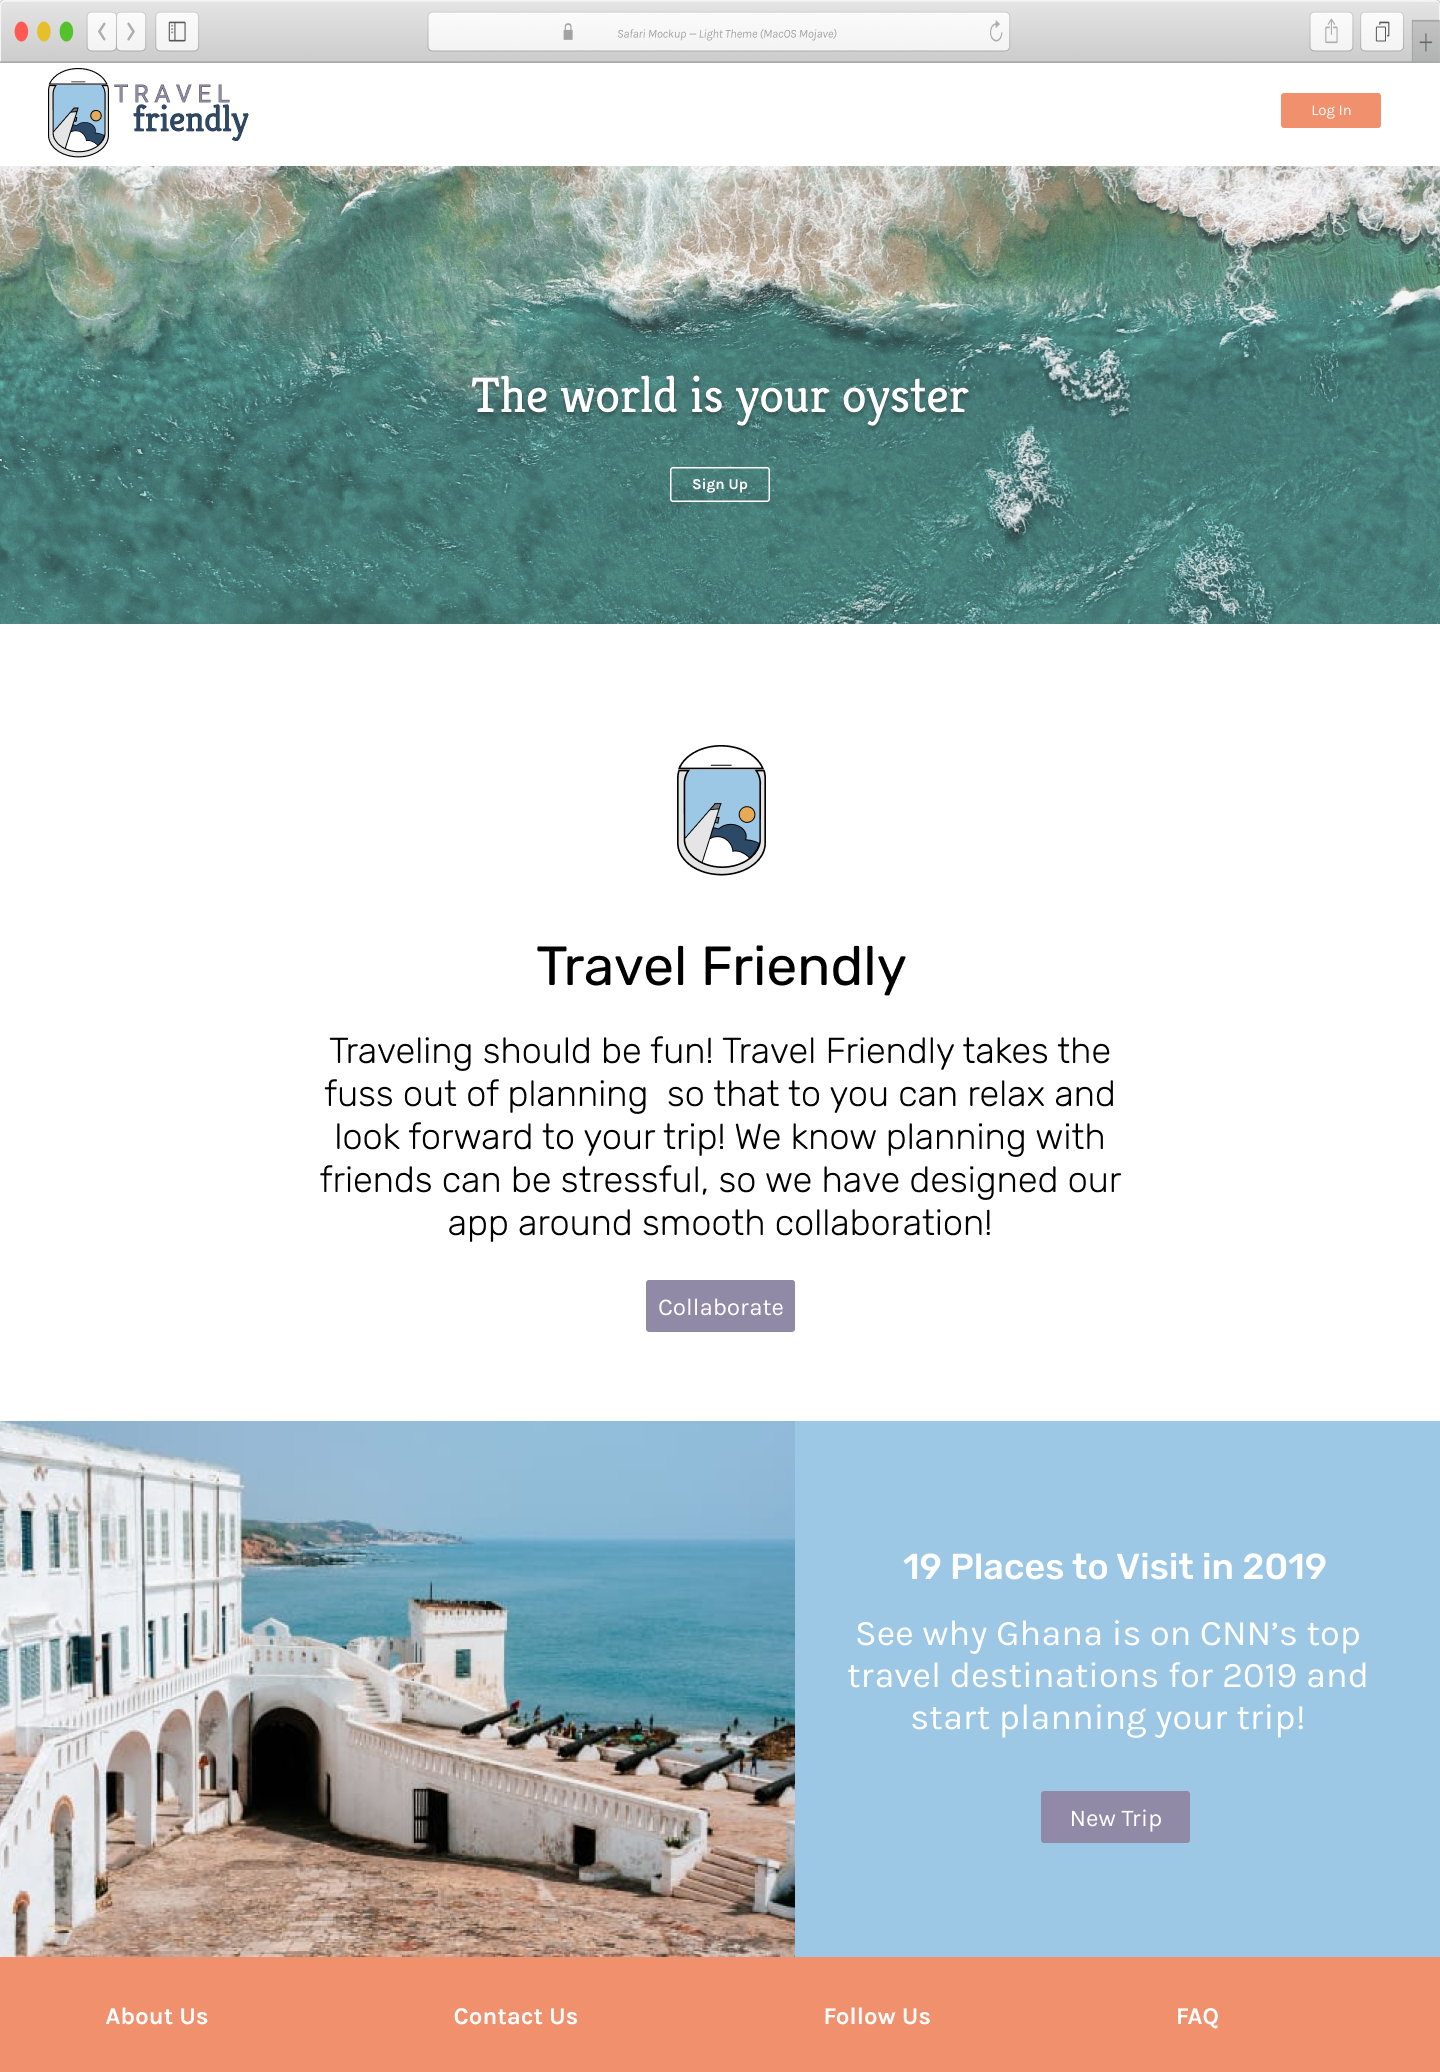 Safari Mockup – Light Theme (MacOS Mojave)
TRAVEL
friendly
Log In
The world is your oyster
Sign Up
Travel Friendly
Traveling should be fun! Travel Friendly takes the
fuss out of planning  so that to you can relax and
look forward to your trip! We know planning with
friends can be stressful, so we have designed our
app around smooth collaboration!
Collaborate
19 Places to Visit in 2019
See why Ghana is on CNN’s top
travel destinations for 2019 and
start planning your trip!
New Trip
About Us
Contact Us
Follow Us
FAQ